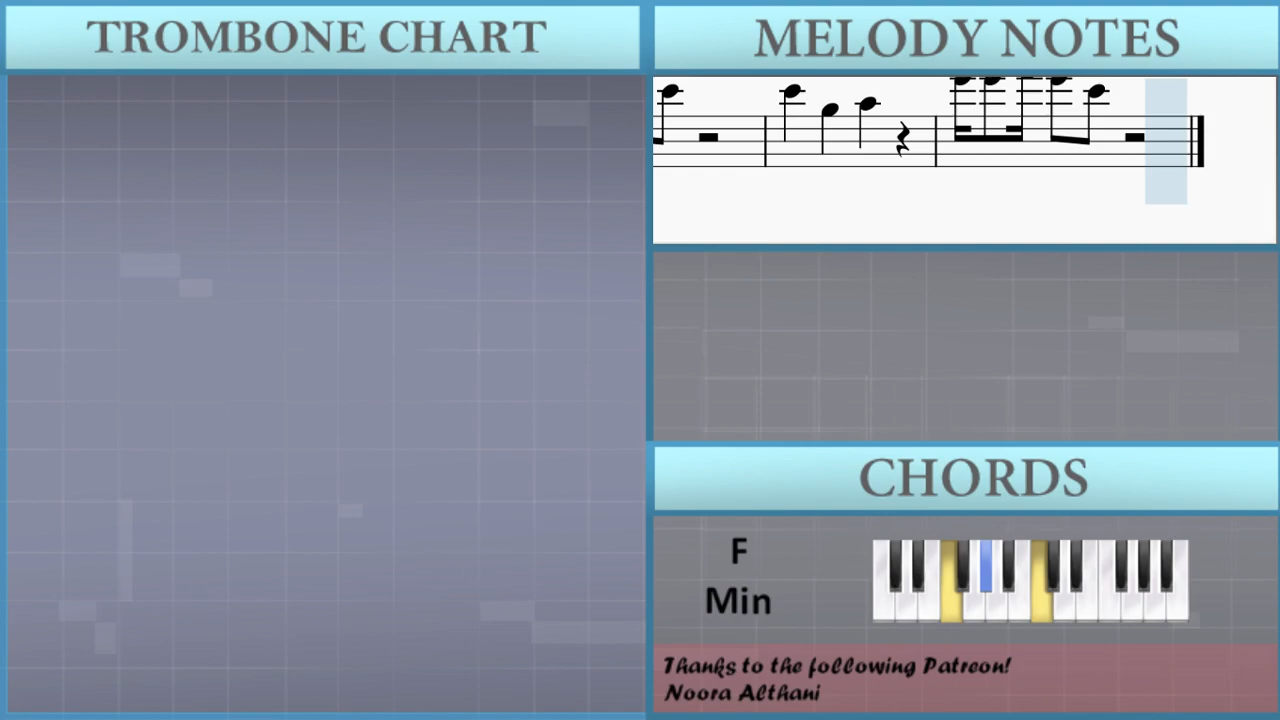 TROMBONE CHART
MELODY NOTES
CHORDS
F
Min
Thanks to the following Patreon!
Noora Althani